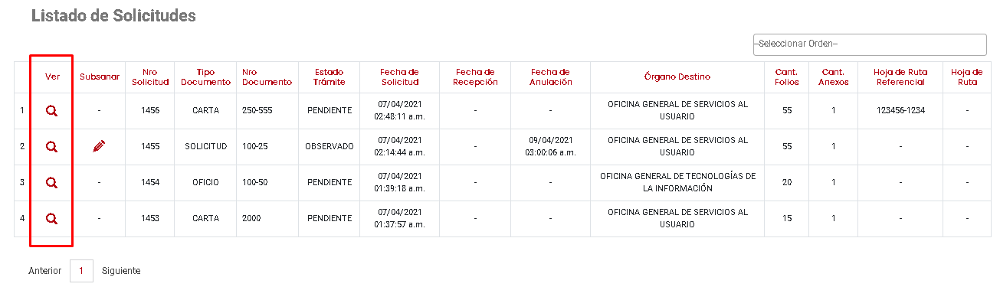 Listado de Solicitudes
--Seleccionar Orden--
Ver Subsanar Nro Solicitud Tipo Documento Nro Documento Estado Trámite Fecha de Solicitud Fecha de Recepción Fecha de Anulación Órgano Destino Cant. Folios Cant. Anexos Hoja de Ruta Referencial Hoja de Ruta
1 - 1456 CARTA 250-555 PENDIENTE 07/04/2021 02:48:11 a.m. - - OFICINA GENERAL DE SERVICIOS AL USUARIO 55 1 123456-1234 -
2 1455 SOLICITUD 100-25 OBSERVADO 07/04/2021 02:14:44 a.m. - 09/04/2021 03:00:06 a.m. OFICINA GENERAL DE SERVICIOS AL USUARIO 55 1 - -
3 - 1454 OFICIO 100-50 PENDIENTE 07/04/2021 01:39:18 a.m. - - OFICINA GENERAL DE TECNOLOGÍAS DE LA INFORMACIÓN 20 1 - -
4 - 1453 CARTA 2000 PENDIENTE 07/04/2021 01:37:57 a.m. - - OFICINA GENERAL DE SERVICIOS AL USUARIO 15 1 - -
Anterior 1 Siguiente